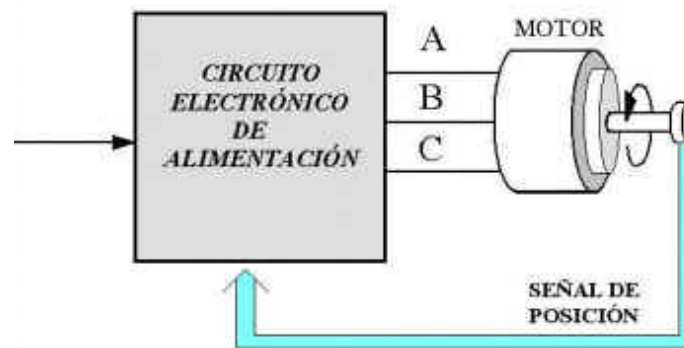 CIRCUITO
ELECTRÓNICO
DE
ALIMENTACIÓN
A
B
C
MOTOR
SEÑAL DE
POSICIÓN